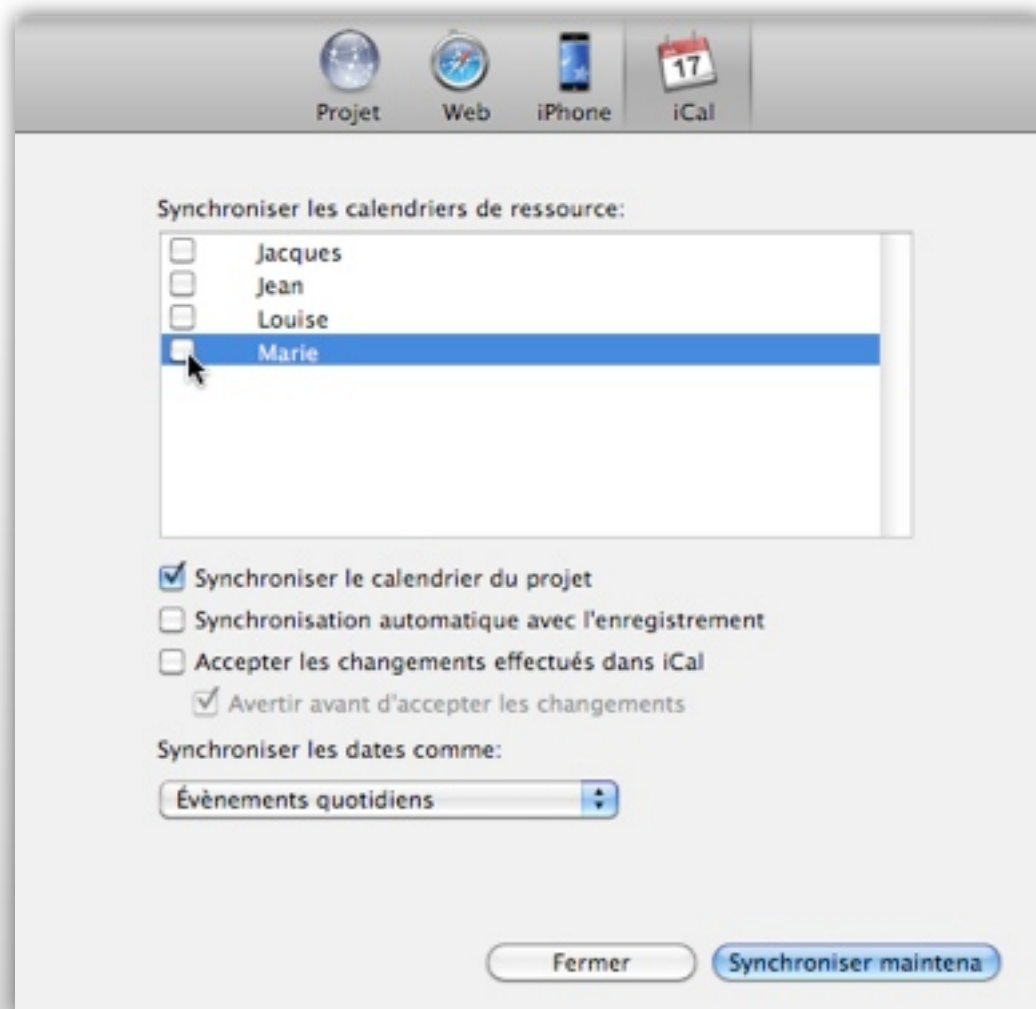 Projet Web iPhone iCal
17
Synchroniser les calendriers de ressource:
Jacques
Jean
Louise
Marie
Synchroniser le calendrier du projet
Synchronisation automatique avec l'enregistrement
Accepter les changements effectués dans iCal
Avertir avant d'accepter les changements
Synchroniser les dates comme:
Évènements quotidiens
Fermer Synchroniser maintena